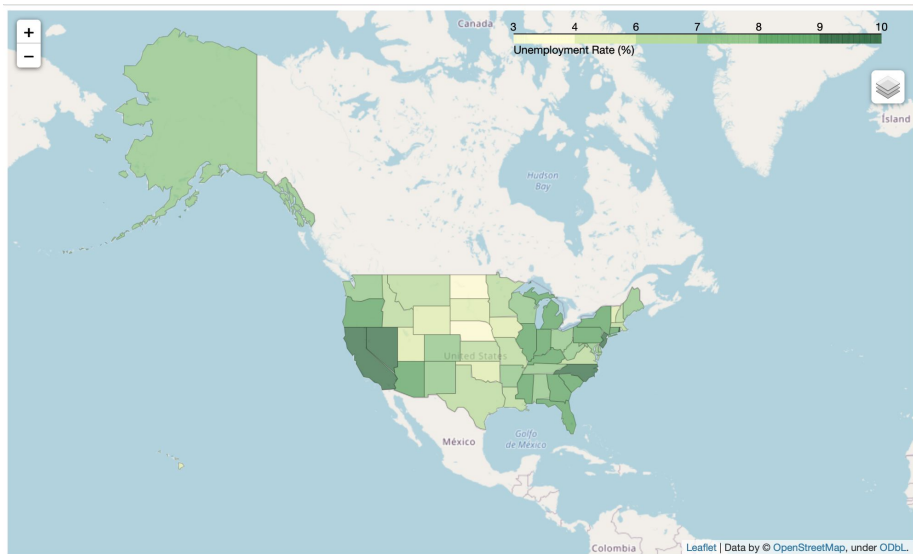 +
−
Canada
3 4 6 7 8 9 10
Unemployment Rate (%)
Ísland
Hudson
Bay
United States
México
Golfo
de México
Colombia
Leaflet | Data by © OpenStreetMap, under ODbL.